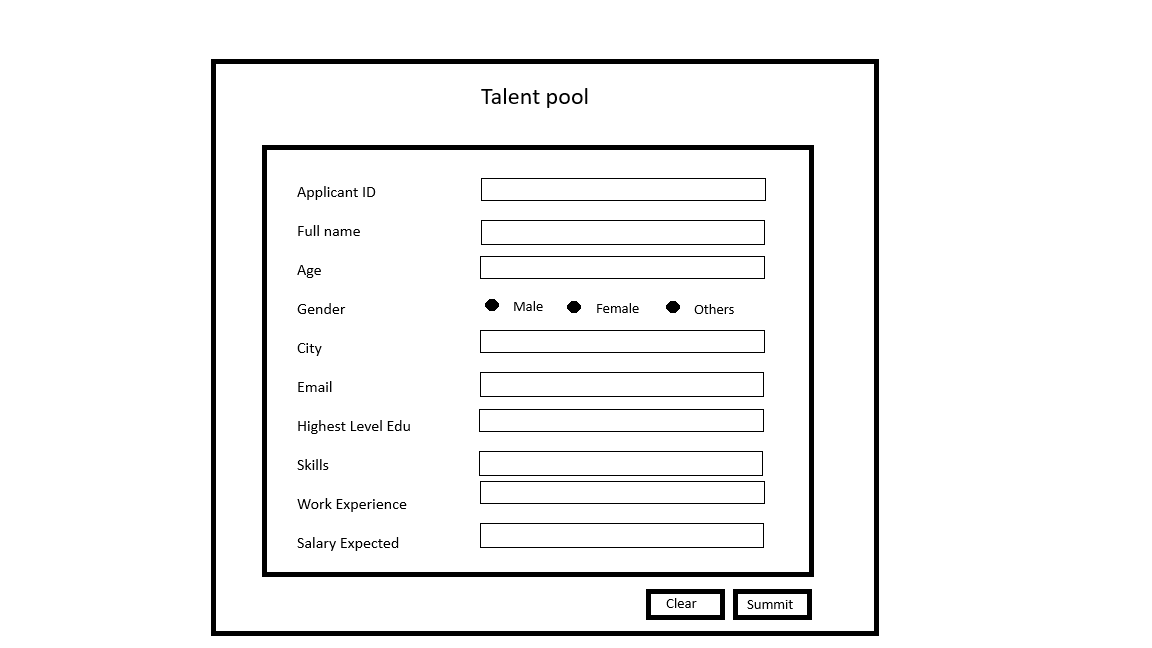 Talent pool
Applicant ID
Full name
Age
Gender Male Female Others
City
Email
Highest Level Edu
Skills
Work Experience
Salary Expected
Clear Summit